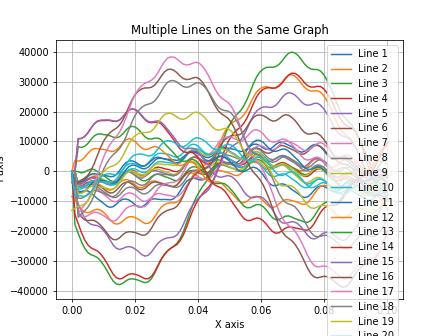 Multiple Lines on the Same Graph
40000
30000
20000
10000
0
−10000
−20000
−30000
−40000
0.00
0.02
0.04
0.06
X axis
Line 1
Line 2
Line 3
Line 4
Line 5
Line 6
Line 7
Line 8
Line 9
Line 10
Line 11
Line 12
Line 13
Line 14
Line 15
Line 16
Line 17
Line 18
Line 19